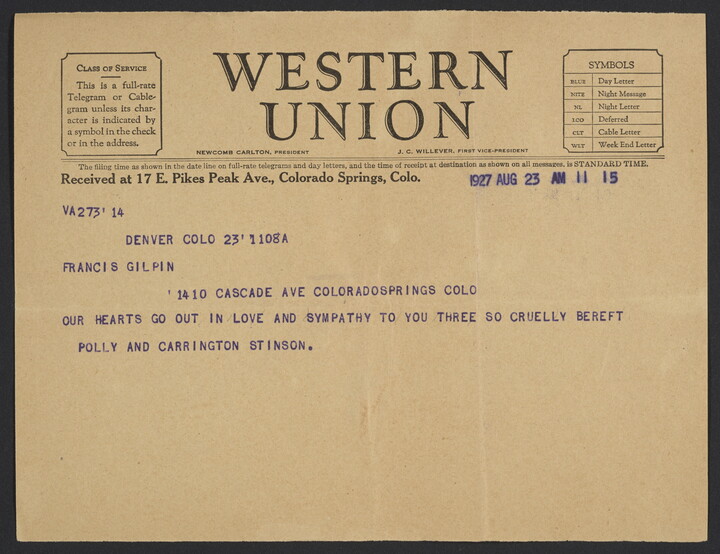 CLASS OF SERVICE
This is a full-rate
Telegram or Cable-
gram unless its char-
acter is indicated by
a symbol in the check
or in the address.
WESTERN
UNION
NEWCOMB CARLTON, PRESIDENT
J. C. WILLEVER, FIRST VICE-PRESIDENT
SYMBOLS
BLUE Day Letter
NITE Night Message
NL Night Letter
LCO Deferred
CLT Cable Letter
WLT Week End Letter
The filing time as shown in the date line on full-rate telegrams and day letters, and the time of receipt at destination as shown on all messages, is STANDARD TIME.
Received at 17 E. Pikes Peak Ave., Colorado Springs, Colo.
1927 AUG 23 AM 11 15
VA273' 14
DENVER COLO 23' 1108A
FRANCIS GILPIN
' 1410 CASCADE AVE COLORADOSPRINGS COLO
OUR HEARTS GO OUT IN LOVE AND SYMPATHY TO YOU THREE SO CRUELLY BEREFT
POLLY AND CARRINGTON STINSON.